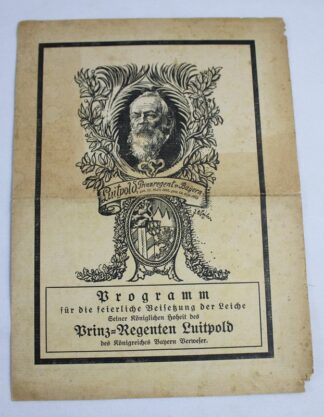 Luitpold, Prinzregent v. Bayern
Programm
für die feierliche Beisetzung der Leiche
Seiner Königlichen Hoheit des
Prinz=Regenten Luitpold
des Königreiches Bayern Verweser.